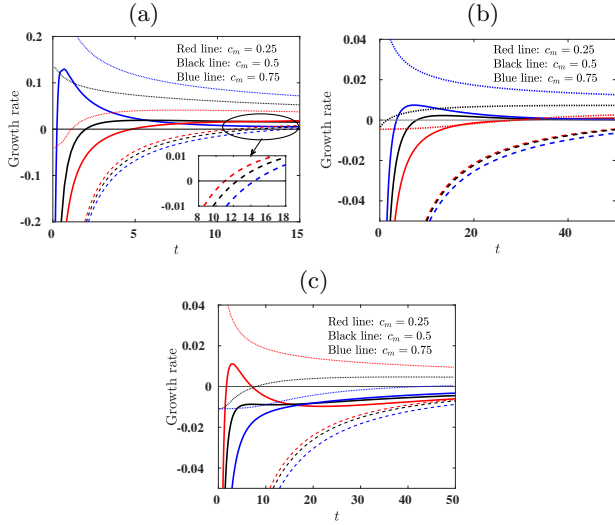 (a)
0.2
0.1
0
-0.1
-0.2
Growth rate
Red line: c_m = 0.25
Black line: c_m = 0.5
Blue line: c_m = 0.75
0.01
0
-0.01
8 10 12 14 16 18
0 5 10 15
t
(b)
0.04
0.02
0
-0.02
-0.04
Growth rate
Red line: c_m = 0.25
Black line: c_m = 0.5
Blue line: c_m = 0.75
0 20 40
t
(c)
0.04
0.02
0
-0.02
-0.04
Growth rate
Red line: c_m = 0.25
Black line: c_m = 0.5
Blue line: c_m = 0.75
0 10 20 30 40 50
t